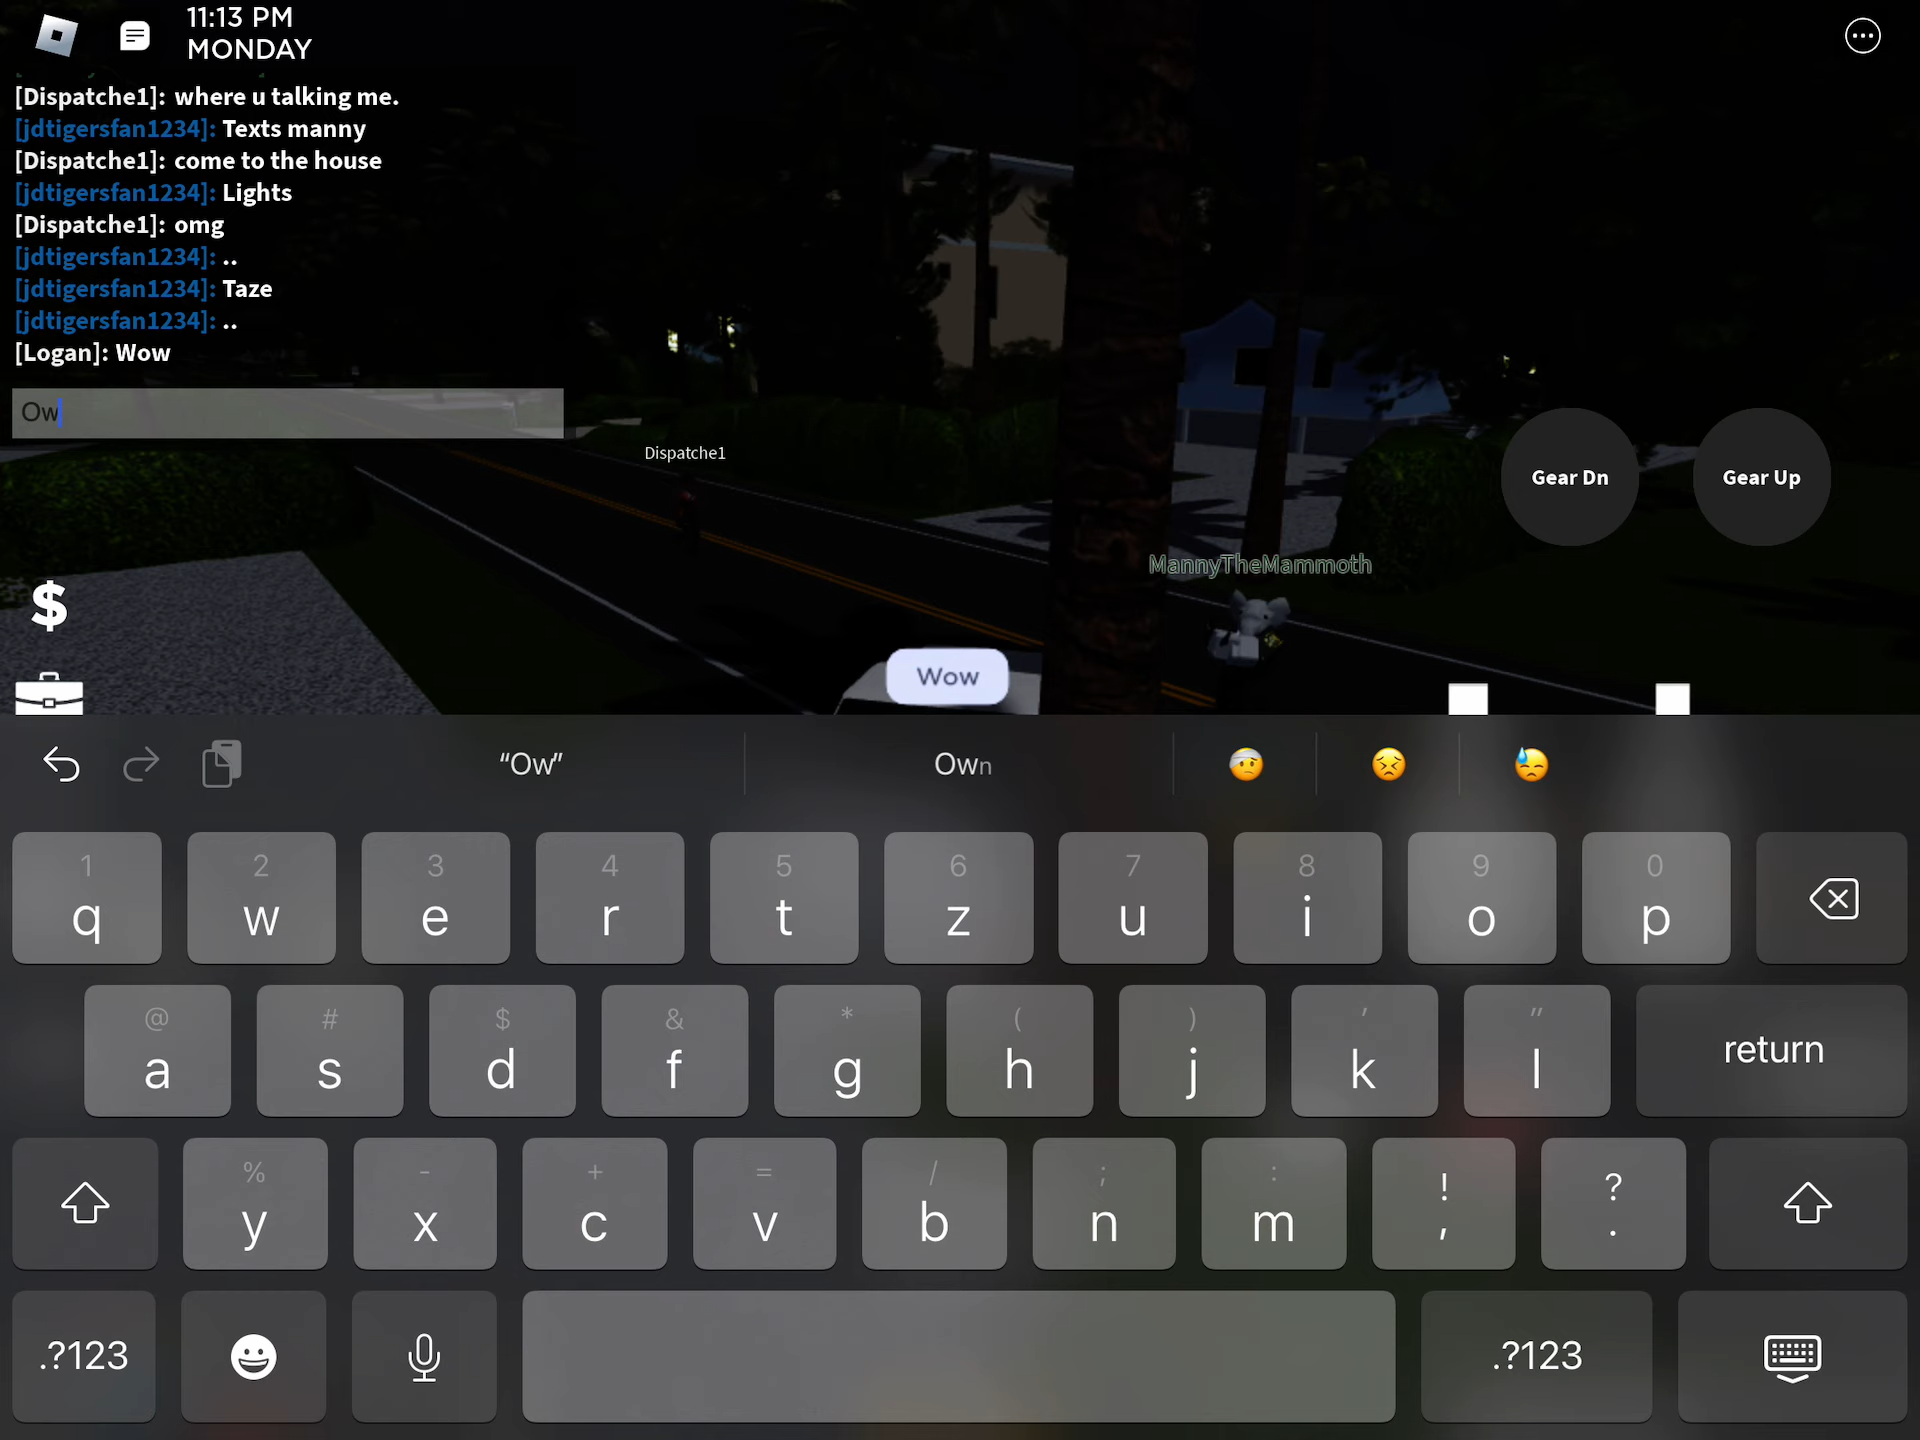 11:13 PM
MONDAY
[Dispatche1]: where u talking me.
[jdtigersfan1234]: Texts manny
[Dispatche1]: come to the house
[jdtigersfan1234]: Lights
[Dispatche1]: omg
[jdtigersfan1234]: ..
[jdtigersfan1234]: Taze
[jdtigersfan1234]: ..
[Logan]: Wow
Ow
Dispatche1
Gear Dn
Gear Up
MannyTheMammoth
$
Wow
“Ow”
Own
1 2 3 4 5 6 7 8 9 0
q w e r t z u i o p
@ # $ & * ( ) ’ ”
a s d f g h j k l return
% - + = / ; : ! ?
y x c v b n m , .
.?123 .?123